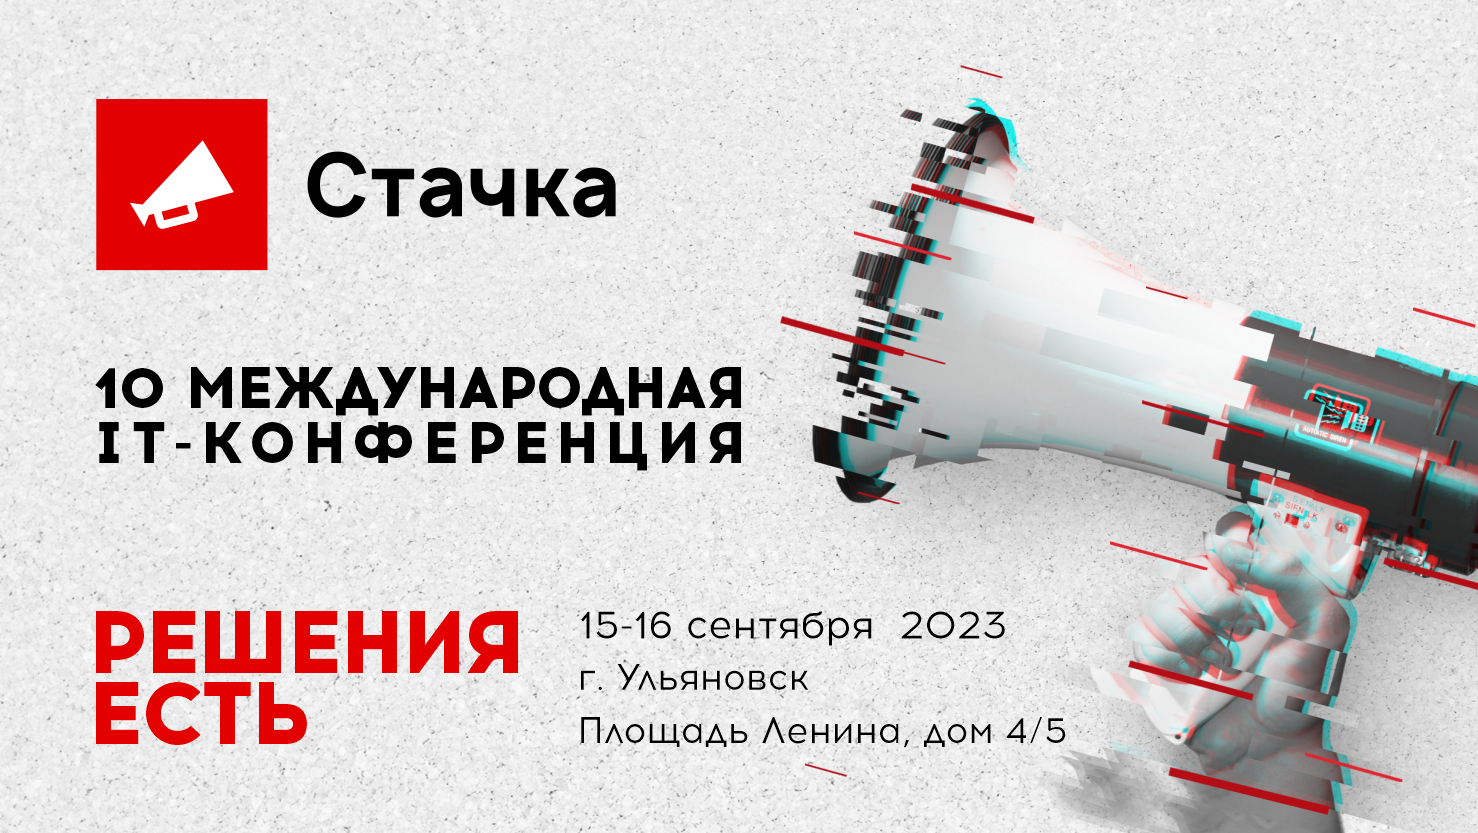 Стачка
10 МЕЖДУНАРОДНАЯ
IT-КОНФЕРЕНЦИЯ
РЕШЕНИЯ
ЕСТЬ
15-16 сентября 2023
г. Ульяновск
Площадь Ленина, дом 4/5